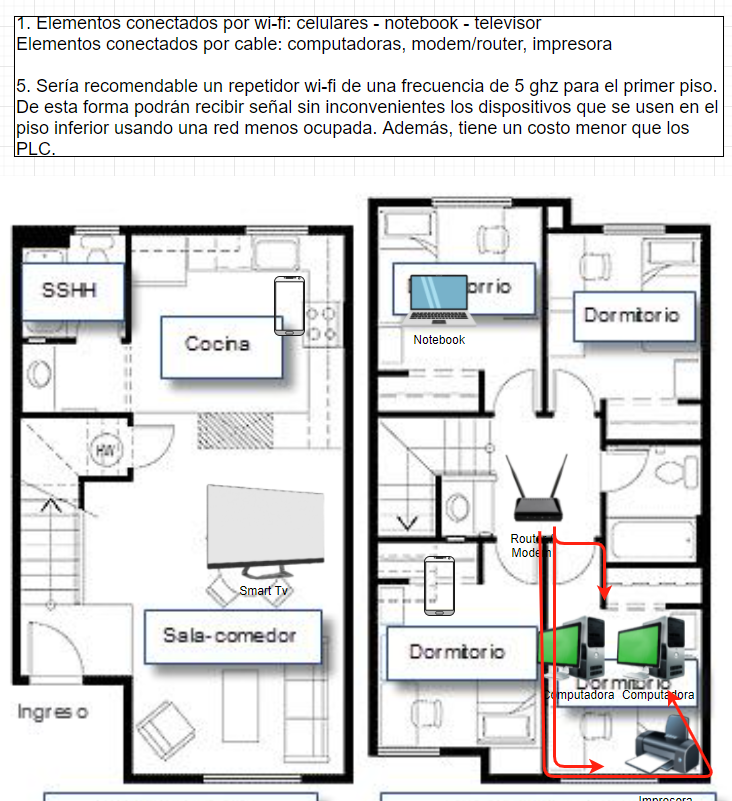 1. Elementos conectados por wi-fi: celulares - notebook - televisor
Elementos conectados por cable: computadoras, modem/router, impresora
5. Sería recomendable un repetidor wi-fi de una frecuencia de 5 ghz para el primer piso.
De esta forma podrán recibir señal sin inconvenientes los dispositivos que se usen en el
piso inferior usando una red menos ocupada. Además, tiene un costo menor que los
PLC.
SSHH
Cocina
HW
Smart Tv
Sala-comedor
Ingreso
Notebook
Dormitorio
Modem
Dormitorio
Dormitorio
Computadora
Computadora
Impresora